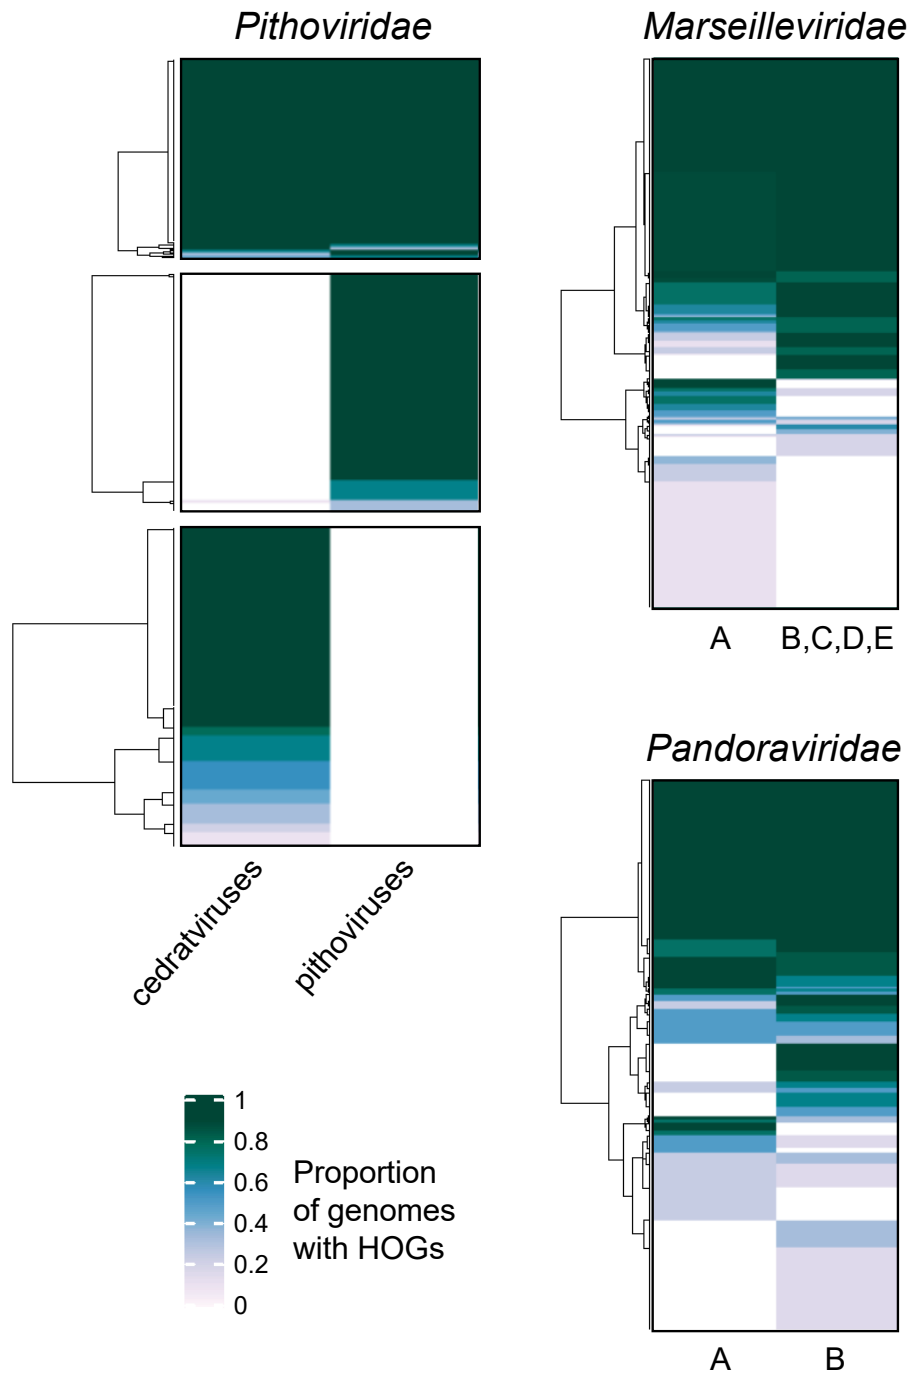 Pithoviridae
cedratviruses
pithoviruses
1
0.8
0.6
0.4
0.2
0
Proportion
of genomes
with HOGs
Marseilleviridae
A
B,C,D,E
Pandoraviridae
A
B